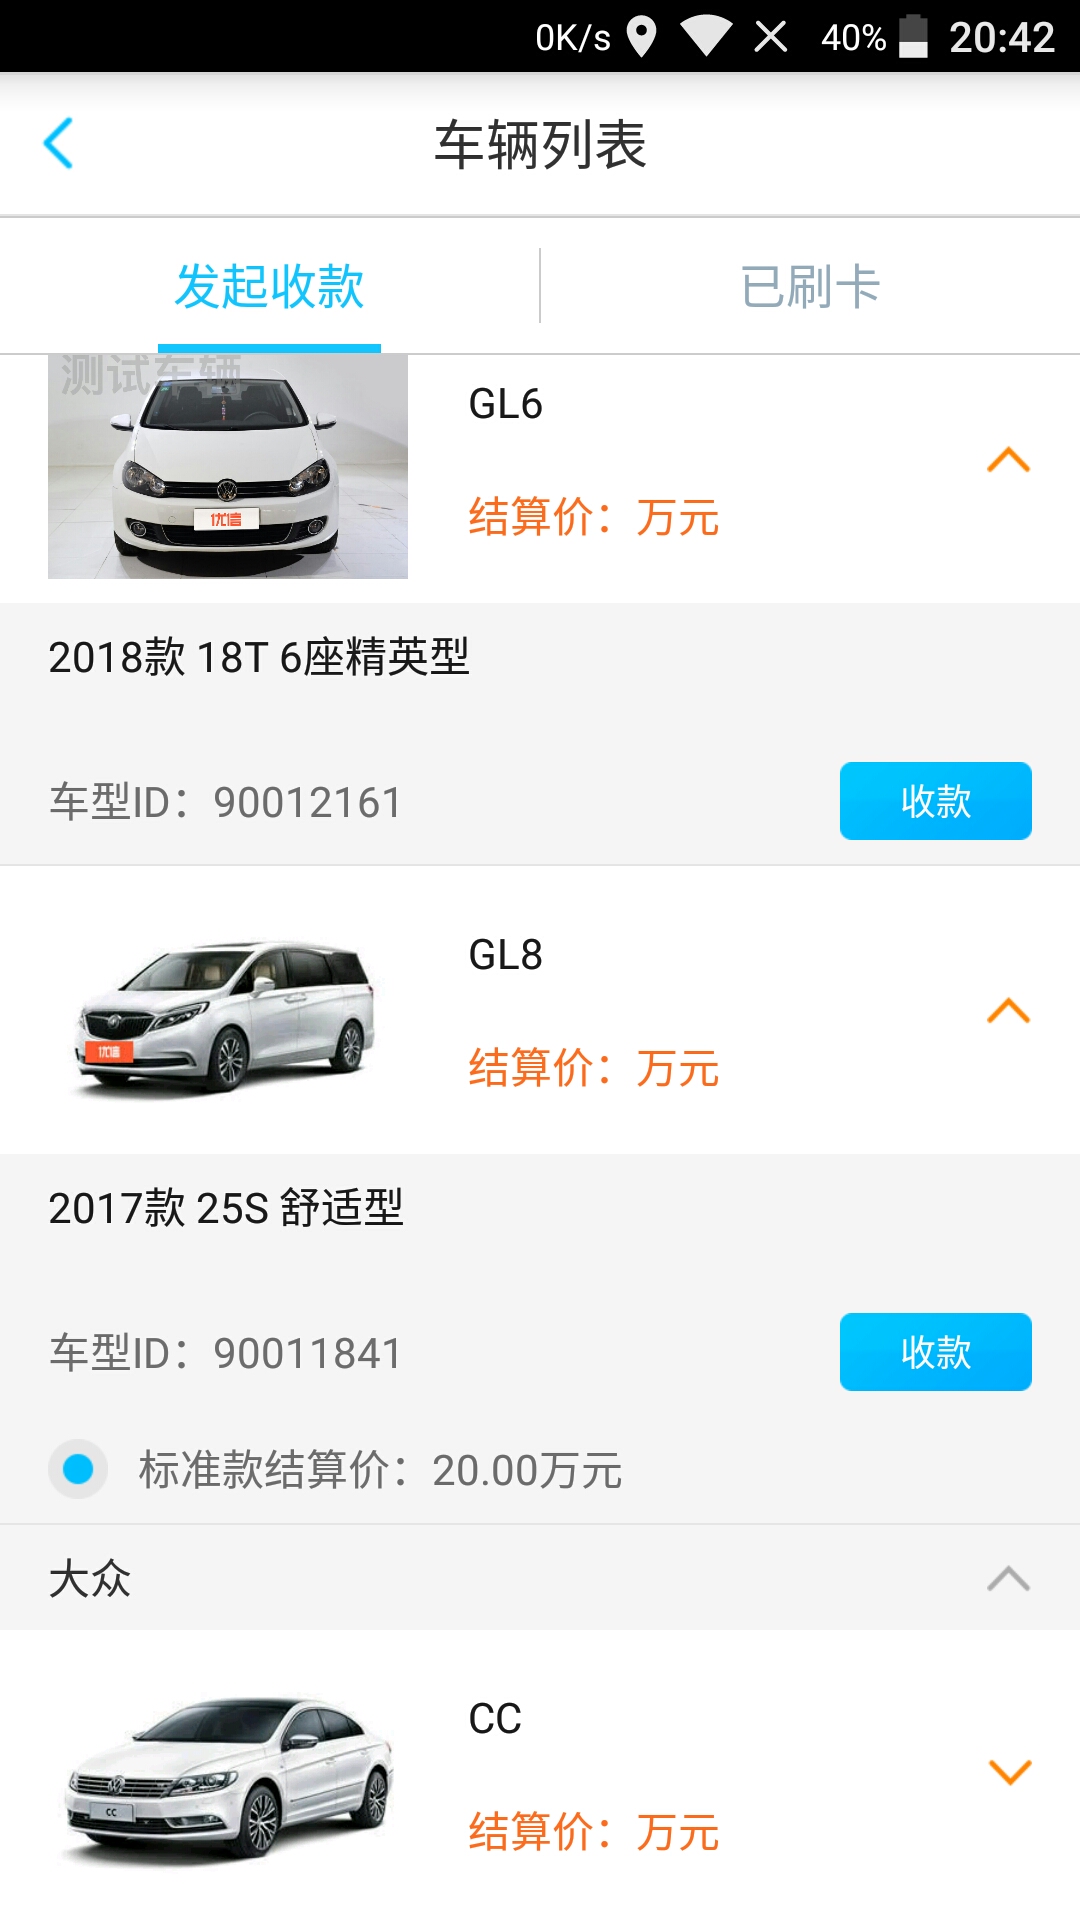 0K/s 40% 20:42
车辆列表
发起收款 已刷卡
测试车辆
GL6
优信
结算价：万元
2018款 18T 6座精英型
车型ID：90012161 收款
GL8
优信
结算价：万元
2017款 25S 舒适型
车型ID：90011841 收款
标准款结算价：20.00万元
大众
CC
CC
结算价：万元